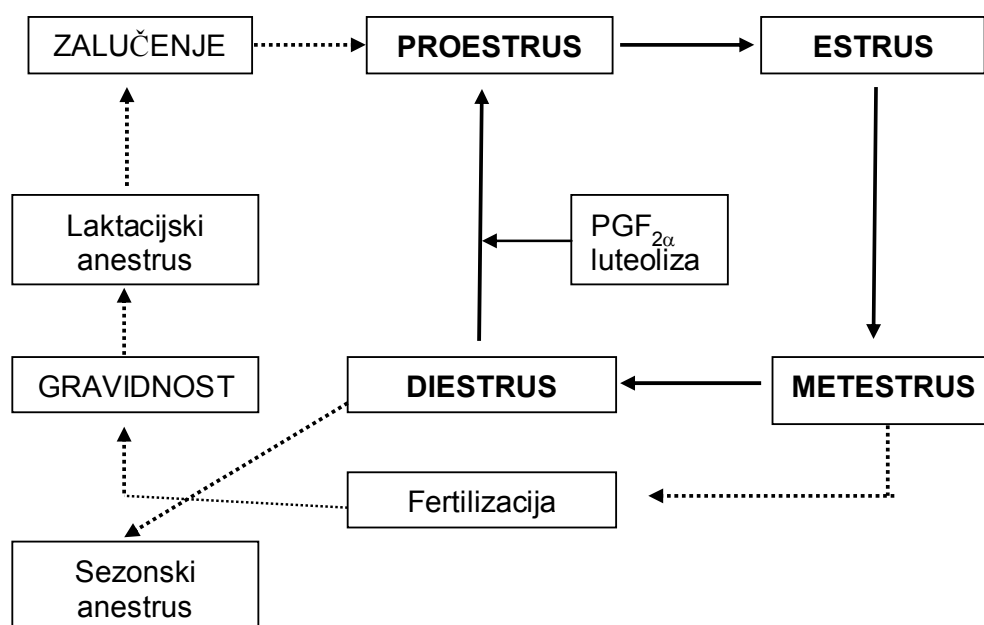 ZALUČENJE
PROESTRUS
ESTRUS
Laktacijski
anestrus
PGF₂α
luteoliza
GRAVIDNOST
DIESTRUS
METESTRUS
Fertilizacija
Sezonski
anestrus